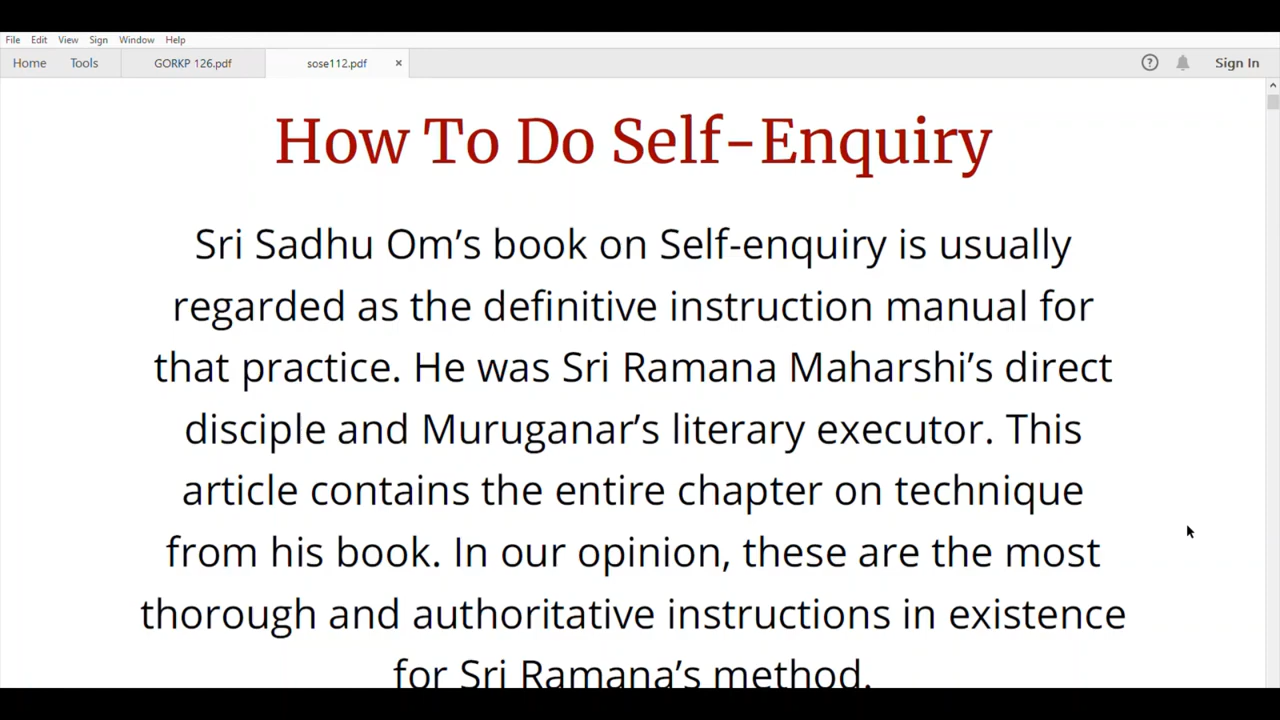 File Edit View Sign Window Help
Home Tools GORKP 126.pdf sose112.pdf × ? Sign In
How To Do Self-Enquiry
Sri Sadhu Om’s book on Self-enquiry is usually
regarded as the definitive instruction manual for
that practice. He was Sri Ramana Maharshi’s direct
disciple and Muruganar’s literary executor. This
article contains the entire chapter on technique
from his book. In our opinion, these are the most
thorough and authoritative instructions in existence
for Sri Ramana’s method.